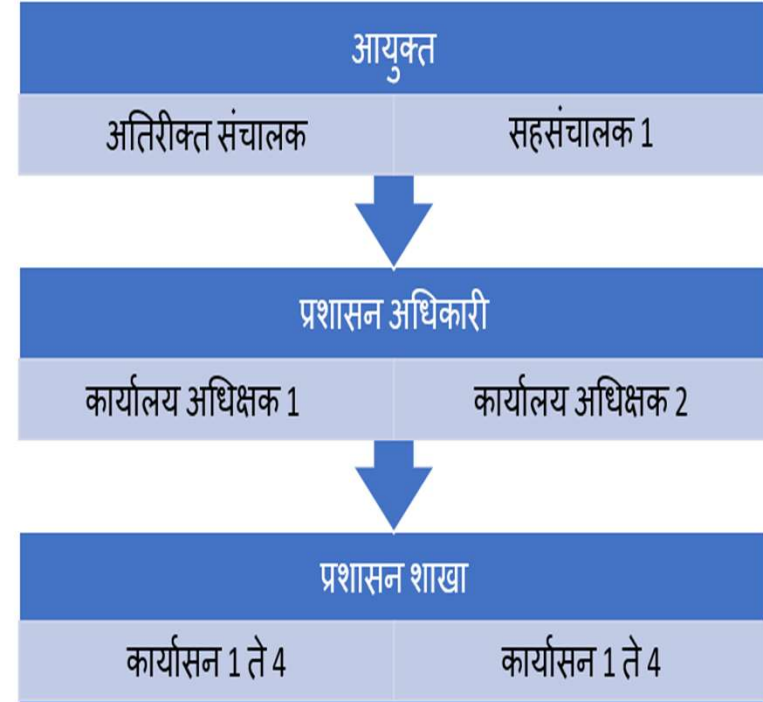 आयुक्त
अतिरीक्त संचालक
सहसंचालक 1
प्रशासन अधिकारी
कार्यालय अधिक्षक 1
कार्यालय अधिक्षक 2
प्रशासन शाखा
कार्यासन 1 ते 4
कार्यासन 1 ते 4